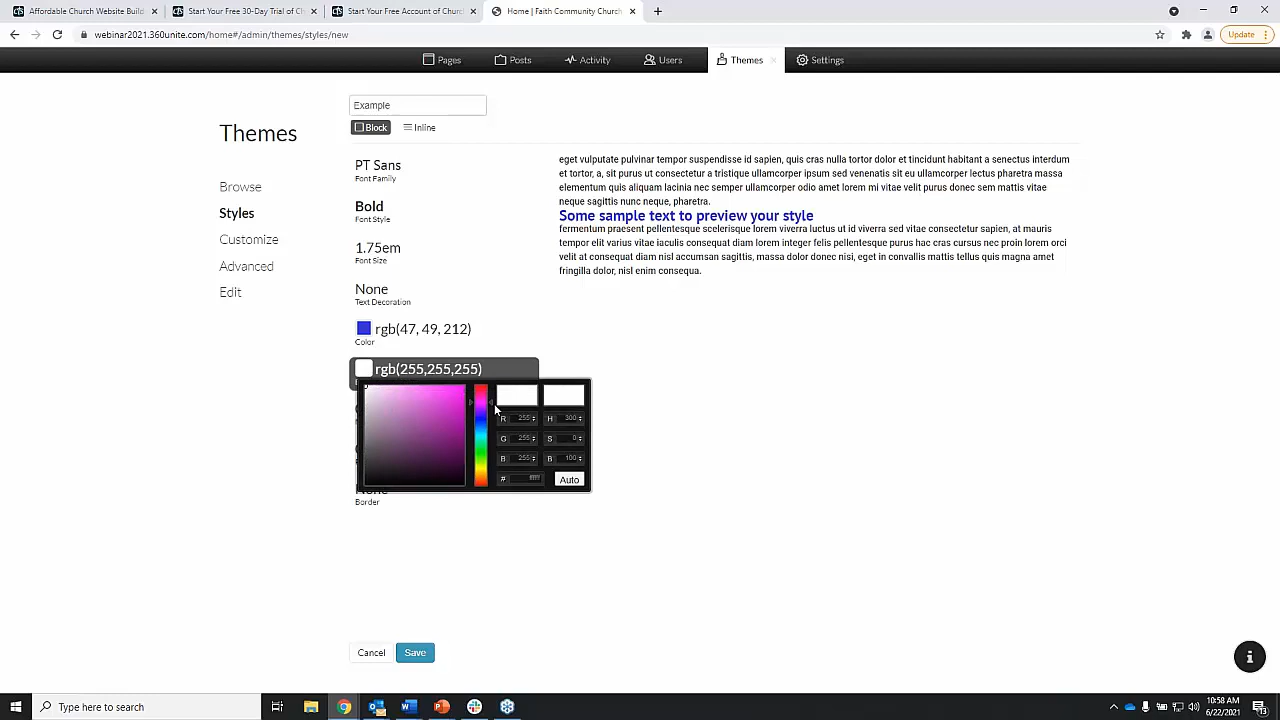 Affordable Church Website Build
Start Your Free 30-Day Trial of Ch
Start Your Free Account of Church
Home | Faith Community Church
webinar2021.360unite.com/home#/admin/themes/styles/new
Update
Pages
Posts
Activity
Users
Themes
Settings
Example
Block
Inline
Themes
Browse
Styles
Customize
Advanced
Edit
PT Sans
Font Family
Bold
Font Style
1.75em
Font Size
None
Text Decoration
rgb(47, 49, 212)
Color
rgb(255,255,255)
R 255
H 300
G 255
S 0
B 255
B 100
# ffffff
Auto
Border
eget vulputate pulvinar tempor suspendisse id sapien, quis cras nulla tortor dolor et tincidunt habitant a senectus interdum
et tortor, a, sit purus ut consectetur a tristique ullamcorper ipsum sed venenatis sit eu ullamcorper lectus pharetra massa
elementum quis aliquam lacinia nec semper ullamcorper odio amet lorem mi vitae velit purus donec sem mattis vitae
neque sagittis nunc neque, pharetra.
Some sample text to preview your style
fermentum praesent pellentesque scelerisque lorem viverra luctus ut id viverra sed vitae consectetur sapien, at mauris
tempor elit varius vitae iaculis consequat diam lorem integer felis pellentesque purus hac cras cursus nec proin lorem orci
velit at consequat diam nisl accumsan sagittis, massa dolor donec nisi, eget in convallis mattis tellus quis magna amet
fringilla dolor, nisl enim consequa.
Cancel
Save
Type here to search
10:58 AM
6/22/2021